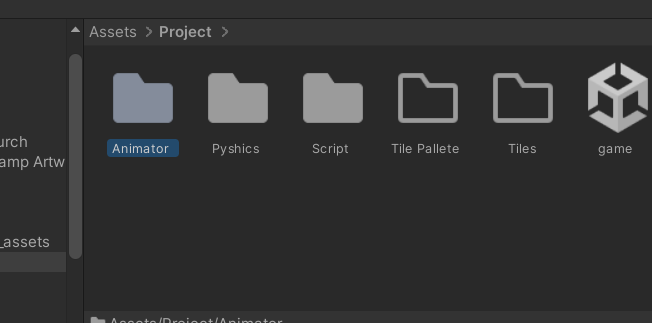 Assets > Project >
Animator Pyshics Script Tile Pallete Tiles game
urch
amp Artw
_assets
Assets/Project/Animator